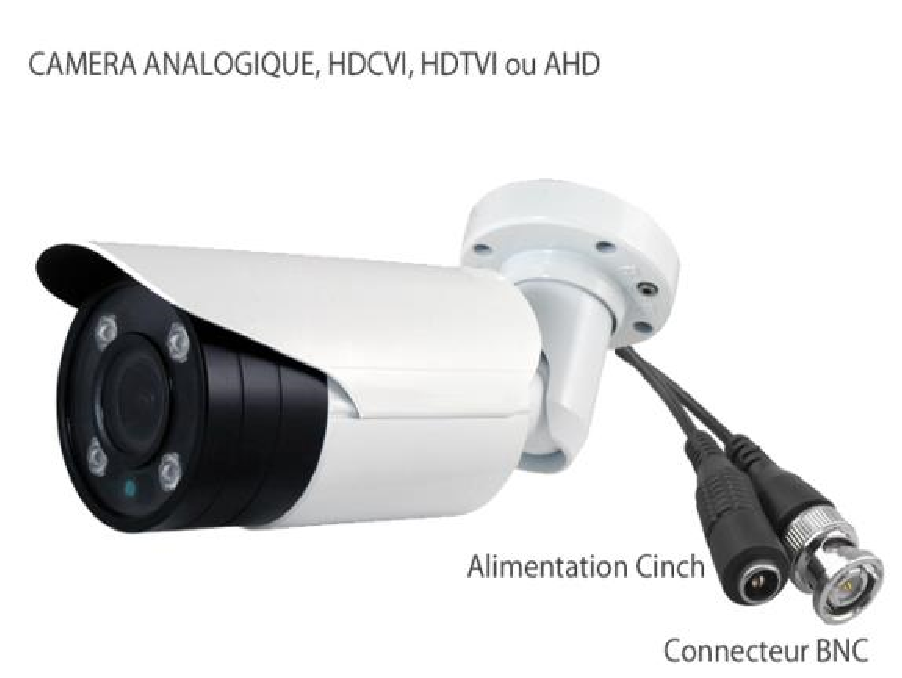 CAMERA ANALOGIQUE, HDCVI, HDTVI ou AHD
Alimentation Cinch
Connecteur BNC